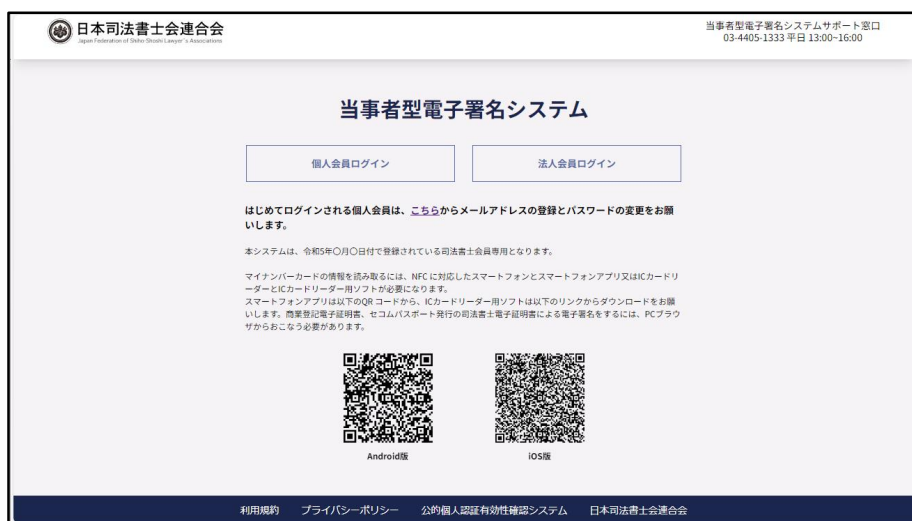 日本司法書士会連合会
Japan Federation of Shiho-Shoshi Lawyer's Associations
当事者型電子署名システムサポート窓口
03-4405-1333 平日 13:00~16:00
当事者型電子署名システム
個人会員ログイン
法人会員ログイン
はじめてログインされる個人会員は、こちらからメールアドレスの登録とパスワードの変更をお願
いします。
本システムは、令和5年〇月〇日付で登録されている司法書士会員専用となります。
マイナンバーカードの情報を読み取るには、NFC に対応したスマートフォンとスマートフォンアプリ又はICカードリ
ーダーとICカードリーダー用ソフトが必要になります。
スマートフォンアプリは以下のQR コードから、ICカードリーダー用ソフトは以下のリンクからダウンロードをお願
いします。商業登記電子証明書、セコムパスポート発行の司法書士電子証明書による電子署名をするには、PCブラウ
ザからおこなう必要があります。
Android版
iOS版
利用規約
プライバシーポリシー
公的個人認証有効性確認システム
日本司法書士会連合会